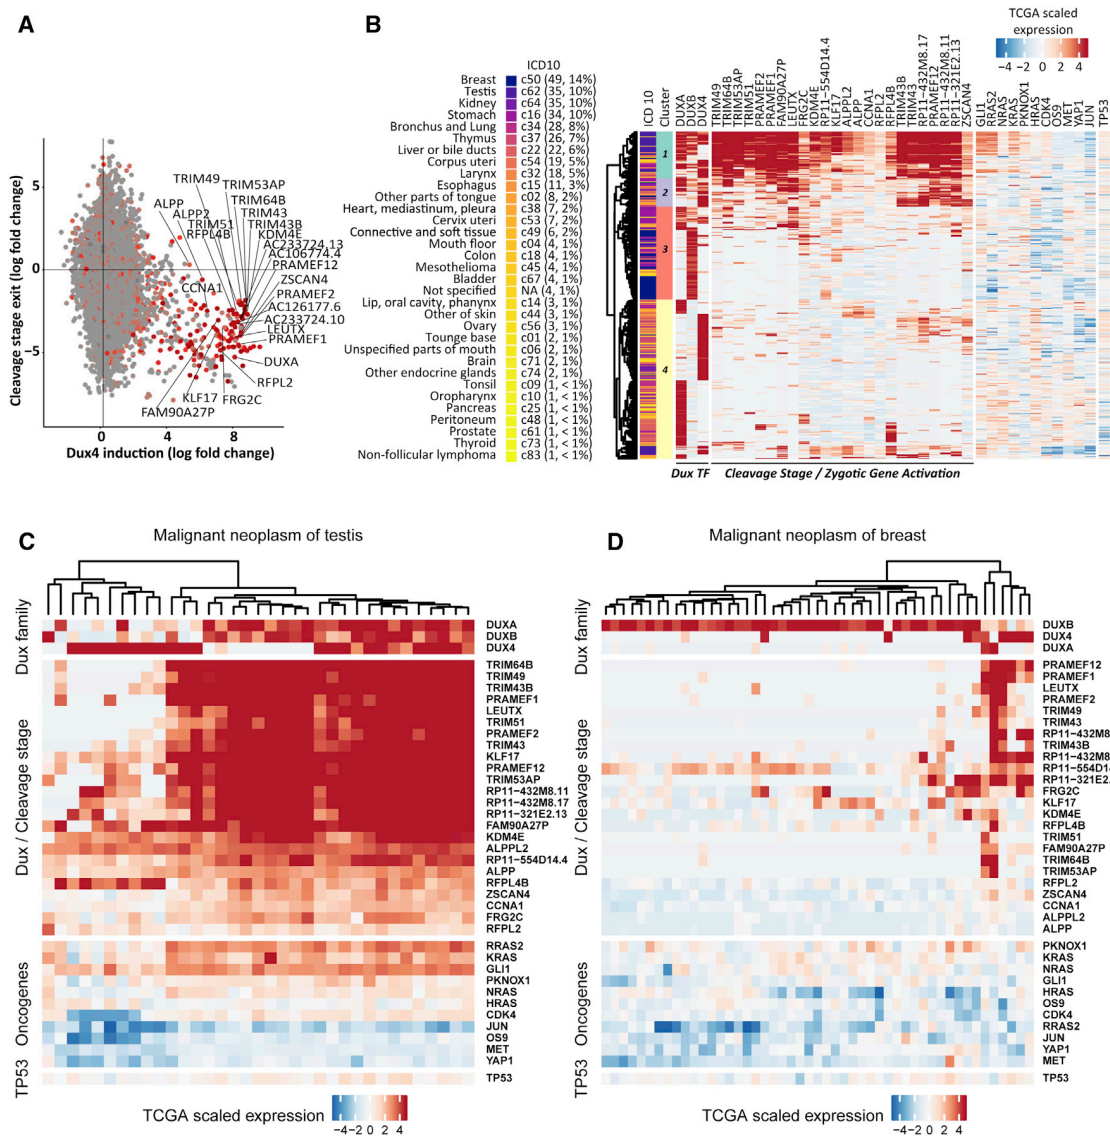 A
Cleavage stage exit (log fold change)
5
0
−5
0
4
8
Dux4 induction (log fold change)
TRIM49
TRIM53AP
ALPP
TRIM64B
ALPP2
TRIM43
TRIM51
TRIM43B
RFPL4B
KDM4E
AC233724.13
AC106774.4
PRAMEF12
CCNA1
ZSCAN4
PRAMEF2
AC126177.6
AC233724.10
LEUTX
PRAMEF1
DUXA
RFPL2
KLF17
FRG2C
FAM90A27P
B
ICD10
Breast c50 (49, 14%)
Testis c62 (35, 10%)
Kidney c64 (35, 10%)
Stomach c16 (34, 10%)
Bronchus and Lung c34 (28, 8%)
Thymus c37 (26, 7%)
Liver or bile ducts c22 (22, 6%)
Corpus uteri c54 (19, 5%)
Larynx c32 (18, 5%)
Esophagus c15 (11, 3%)
Other parts of tongue c02 (8, 2%)
Heart, mediastinum, pleura c38 (7, 2%)
Cervix uteri c53 (7, 2%)
Connective and soft tissue c49 (6, 2%)
Mouth floor c04 (4, 1%)
Colon c18 (4, 1%)
Mesothelioma c45 (4, 1%)
Bladder c67 (4, 1%)
Not specified NA (4, 1%)
Lip, oral cavity, phanynx c14 (3, 1%)
Other of skin c44 (3, 1%)
Ovary c56 (3, 1%)
Tounge base c01 (2, 1%)
Unspecified parts of mouth c06 (2, 1%)
Brain c71 (2, 1%)
Other endocrine glands c74 (2, 1%)
Tonsil c09 (1, < 1%)
Oropharynx c10 (1, < 1%)
Pancreas c25 (1, < 1%)
Peritoneum c48 (1, < 1%)
Prostate c61 (1, < 1%)
Thyroid c73 (1, < 1%)
Non-follicular lymphoma c83 (1, < 1%)
TCGA scaled
expression
−4 −2 0 2 4
ICD 10
Cluster
DUXA
DUXB
DUX4
TRIM49
TRIM64B
TRIM53AP
TRIM51
PRAMEF2
PRAMEF1
FAM90A27P
LEUTX
FRG2C
KDM4E
RP11−554D14.4
KLF17
ALPPL2
ALPP
CCNA1
RFPL2
RFPL4B
TRIM43B
TRIM43
RP11−432M8.17
PRAMEF12
RP11−432M8.11
RP11−321E2.13
ZSCAN4
GLI1
RRAS2
NRAS
KRAS
PKNOX1
HRAS
CDK4
OS9
MET
YAP1
JUN
TP53
1
2
3
4
Dux TF
Cleavage Stage / Zygotic Gene Activation
C
Malignant neoplasm of testis
Dux family
DUXA
DUXB
DUX4
Dux / Cleavage stage
TRIM64B
TRIM49
TRIM43B
PRAMEF1
LEUTX
TRIM51
PRAMEF2
TRIM43
KLF17
PRAMEF12
TRIM53AP
RP11−432M8.11
RP11−432M8.17
RP11−321E2.13
FAM90A27P
KDM4E
ALPPL2
RP11−554D14.4
ALPP
RFPL4B
ZSCAN4
CCNA1
FRG2C
RFPL2
Oncogenes
RRAS2
KRAS
GLI1
PKNOX1
NRAS
HRAS
CDK4
JUN
OS9
MET
YAP1
TP53
TP53
TCGA scaled expression
−4 −2 0 2 4
D
Malignant neoplasm of breast
Dux family
DUXB
DUX4
DUXA
Dux / Cleavage stage
PRAMEF12
PRAMEF1
LEUTX
PRAMEF2
TRIM49
TRIM43
RP11−432M8
TRIM43B
RP11−432M8
RP11−554D14
RP11−321E2.
FRG2C
KLF17
KDM4E
RFPL4B
TRIM51
FAM90A27P
TRIM64B
TRIM53AP
RFPL2
ZSCAN4
CCNA1
ALPPL2
ALPP
Oncogenes
PKNOX1
KRAS
NRAS
GLI1
HRAS
OS9
CDK4
RRAS2
JUN
YAP1
MET
TP53
TP53
TCGA scaled expression
−4 −2 0 2 4